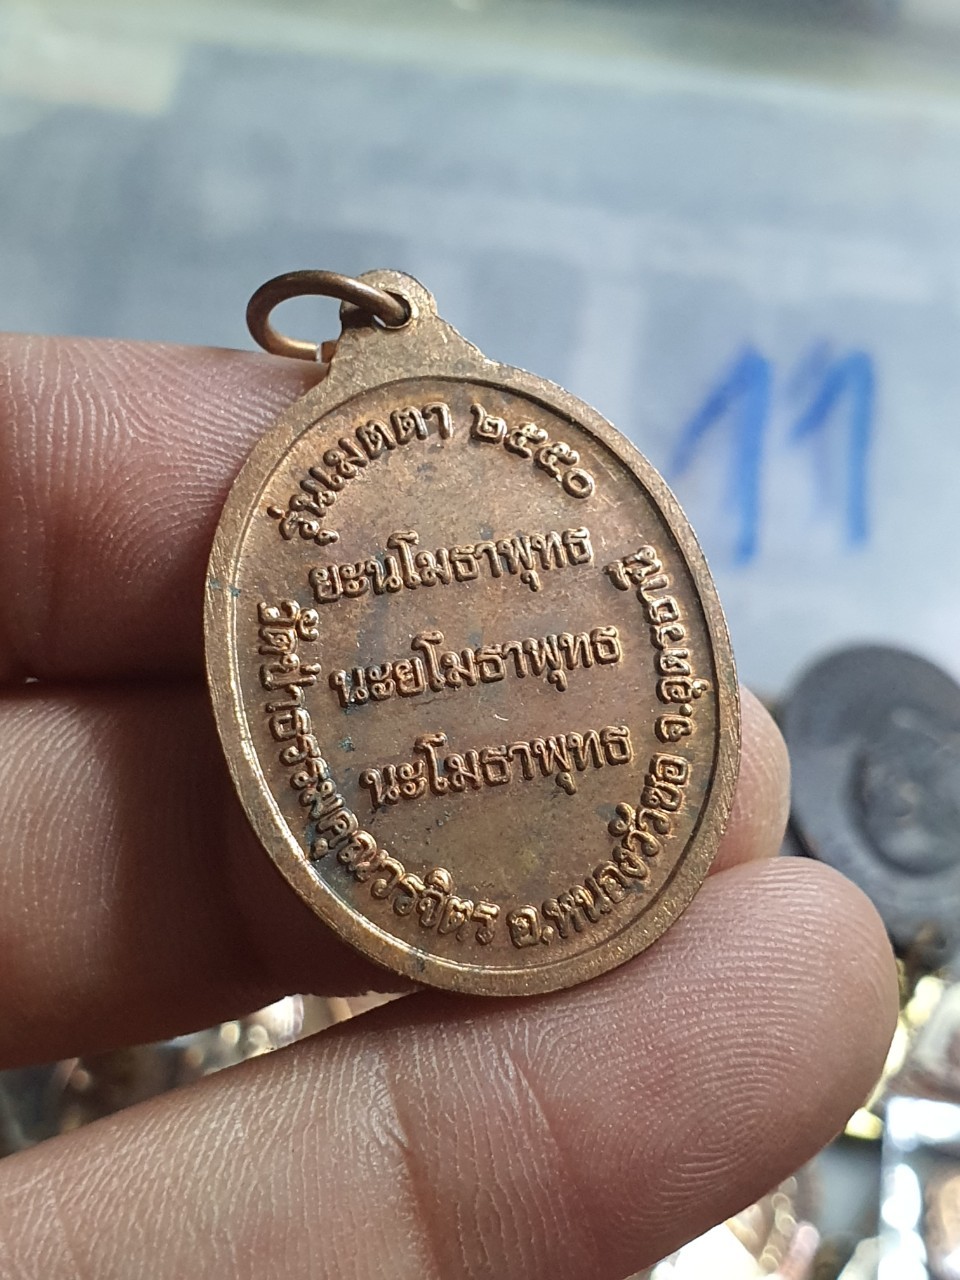 รุ่นเมตตา ๒๕๕๐
ยะนโมธาพุทธ
นะยโมธาพุทธ
นะโมธาพุทธ
วัดป่าธรรมคุณวรจิตร อ.หนองวัวซอ จ.อุดรธานี
11